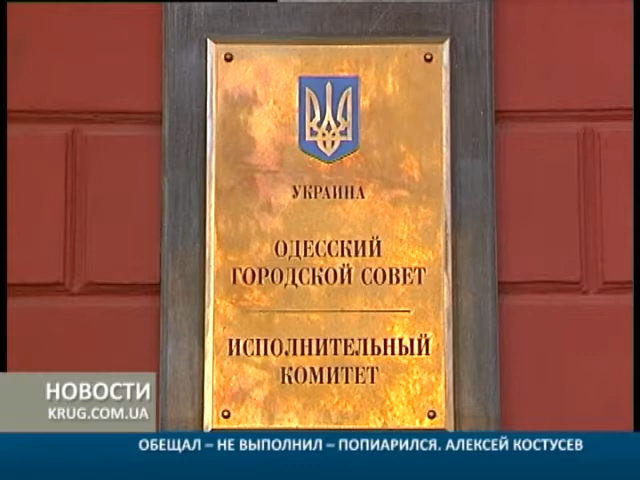 УКРАИНА
ОДЕССКИЙ
ГОРОДСКОЙ СОВЕТ
ИСПОЛНИТЕЛЬНЫЙ
КОМИТЕТ
НОВОСТИ
KRUG.COM.UA
ОБЕЩАЛ – НЕ ВЫПОЛНИЛ – ПОПИАРИЛСЯ. АЛЕКСЕЙ КОСТУСЕВ